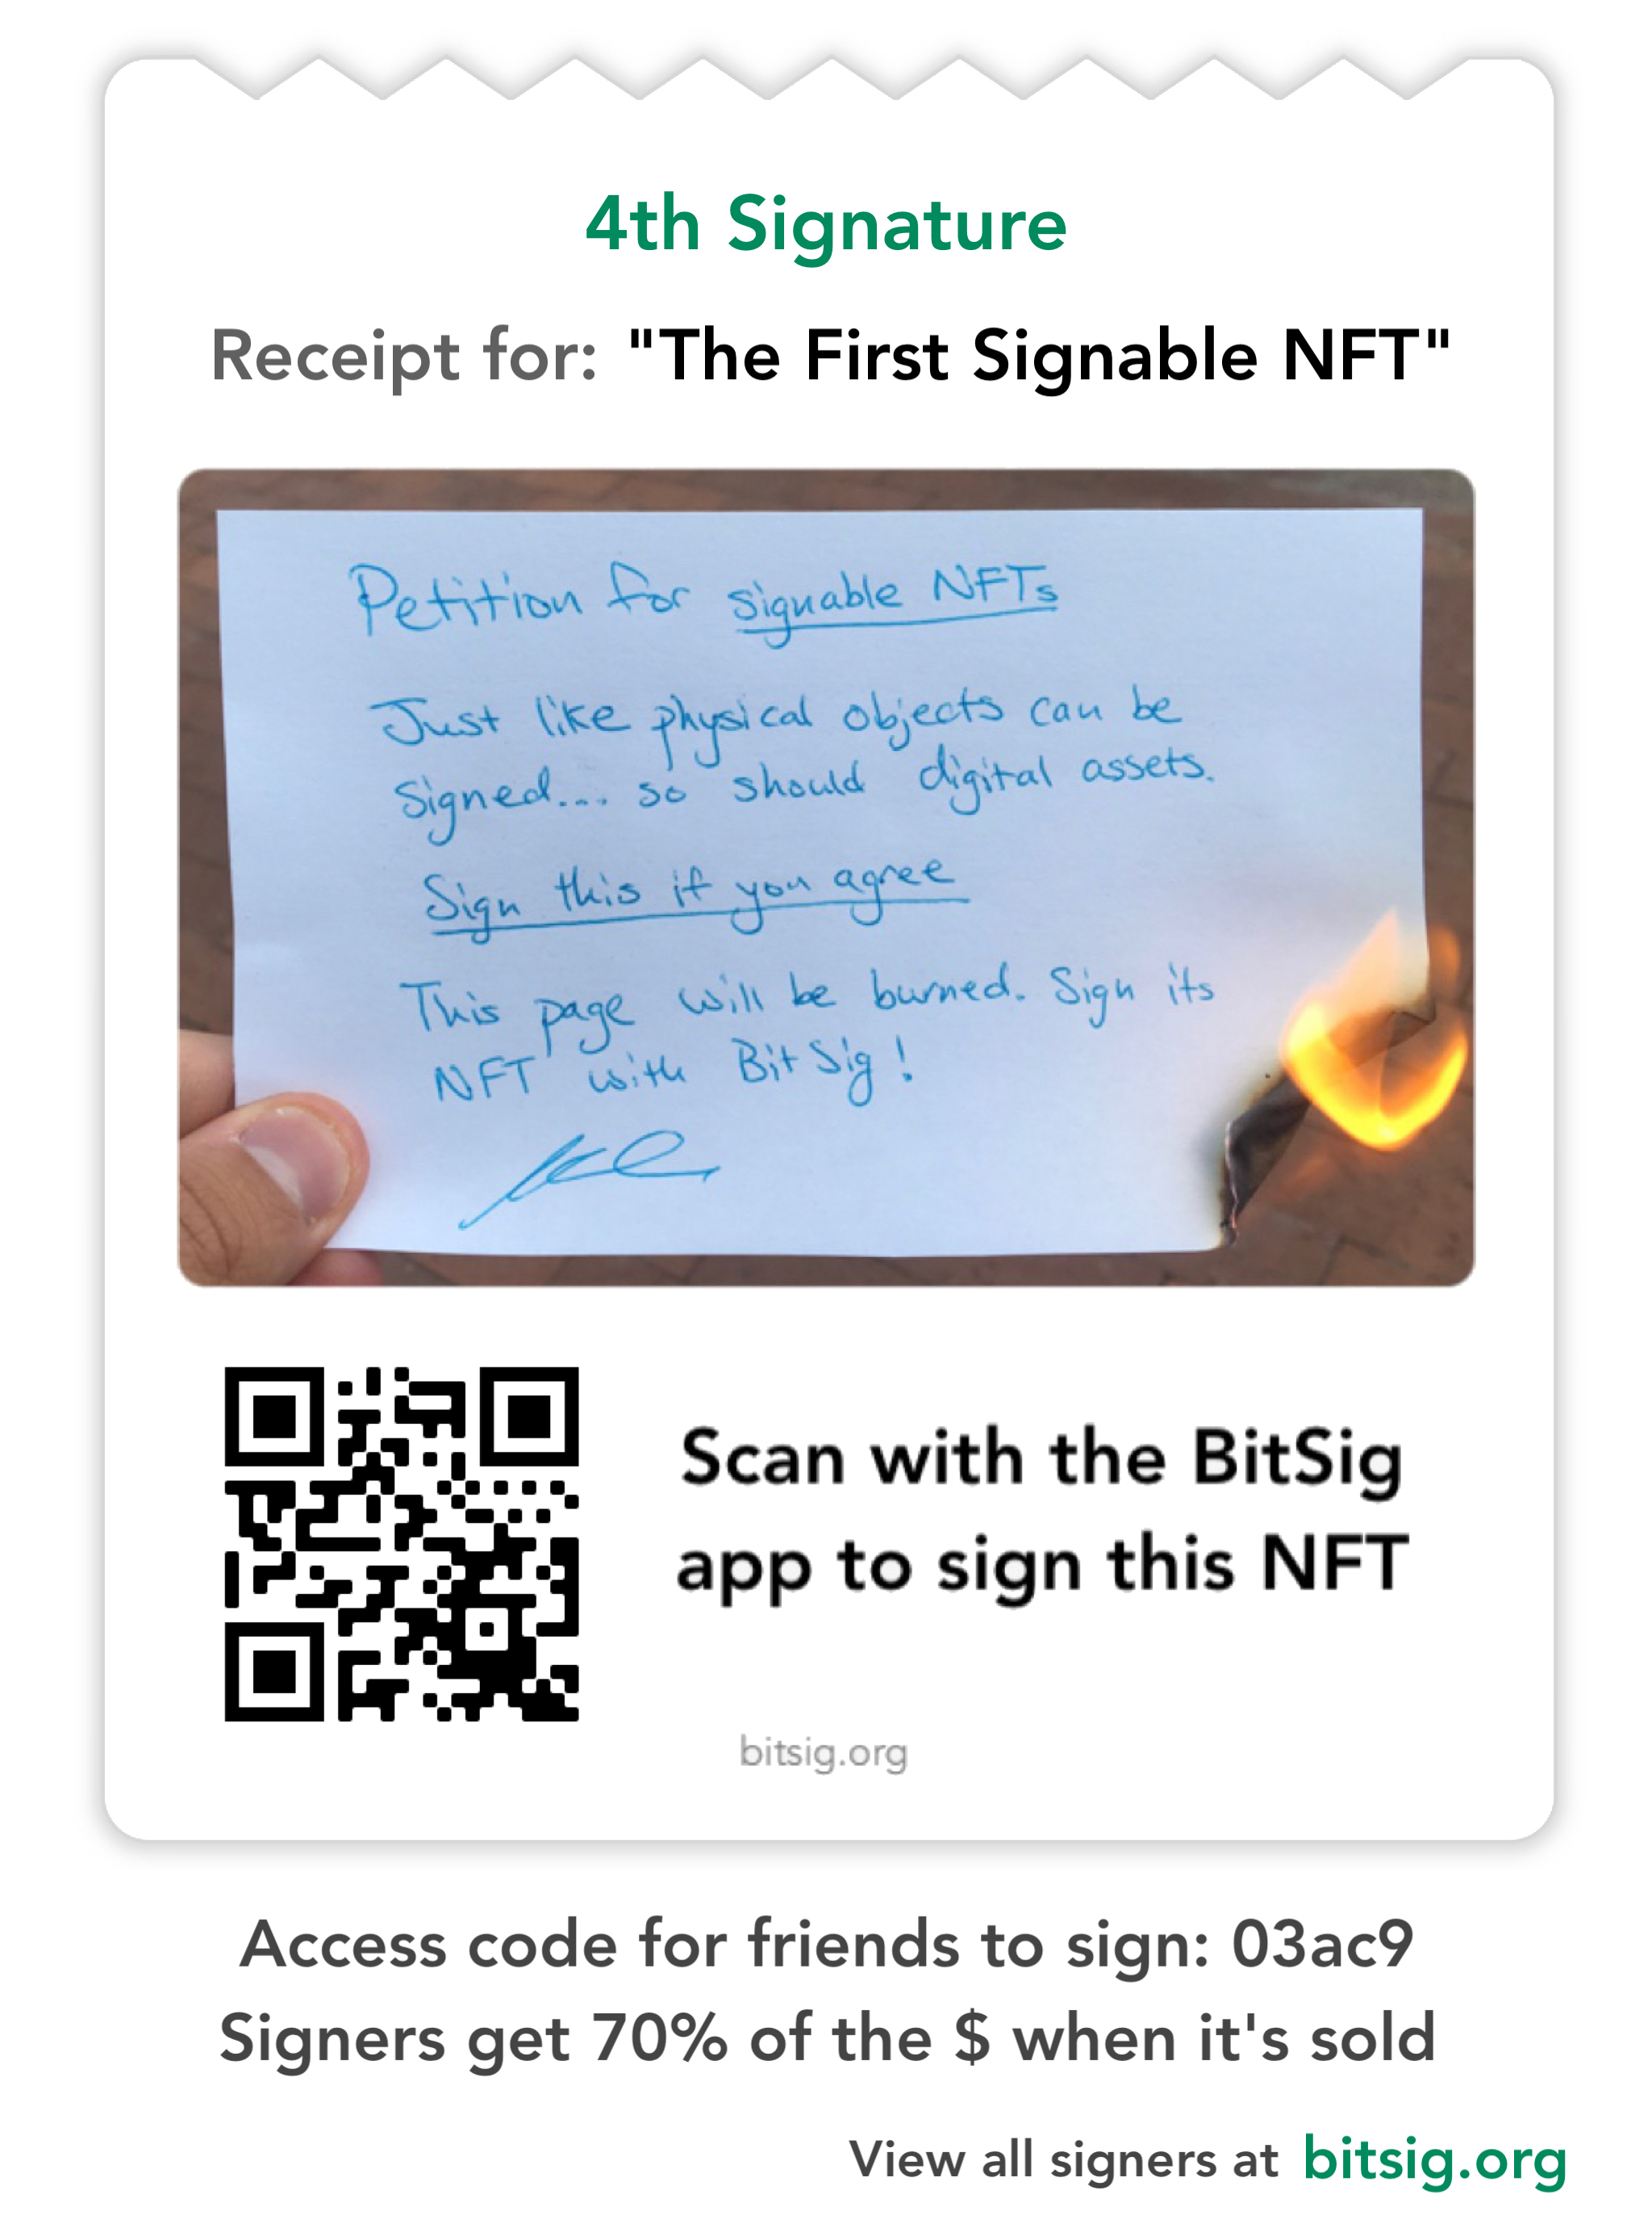 4th Signature
Receipt for: "The First Signable NFT"
Petition for signable NFTs
Just like physical objects can be
signed... so should digital assets.
Sign this if you agree
This page will be burned. Sign its
NFT with BitSig!
Scan with the BitSig
app to sign this NFT
bitsig.org
Access code for friends to sign: 03ac9
Signers get 70% of the $ when it's sold
View all signers at bitsig.org